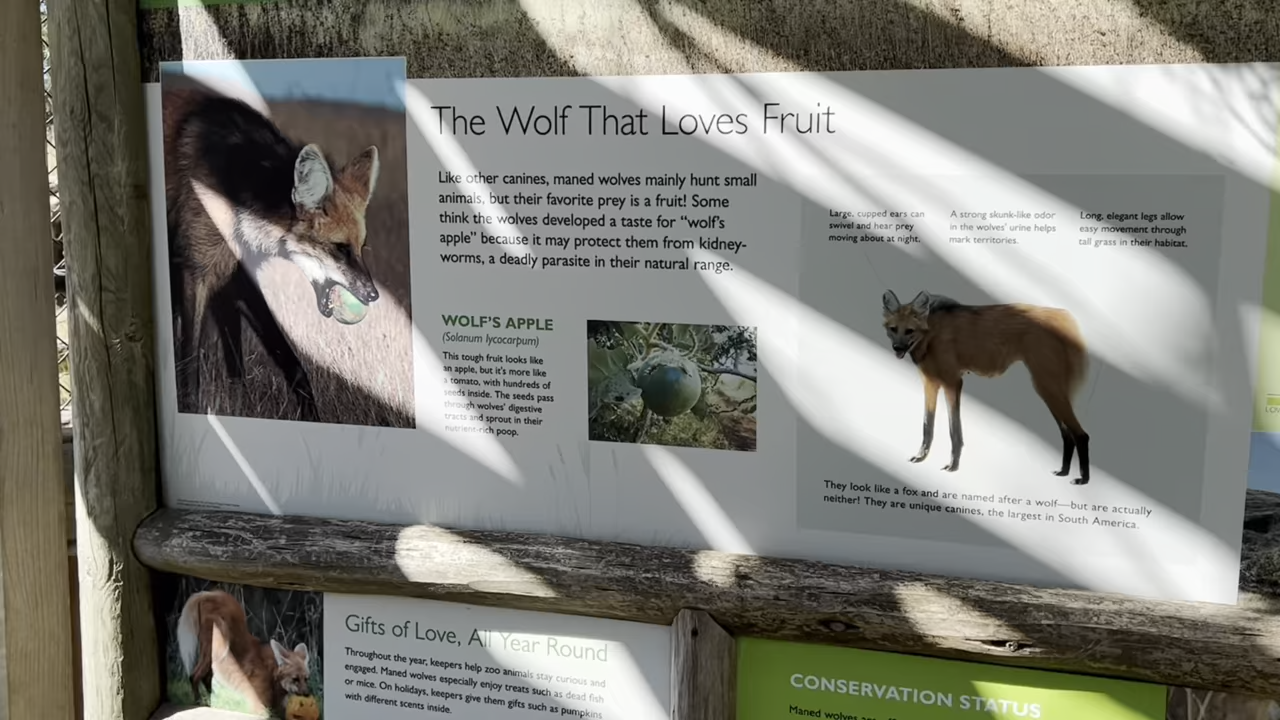 The Wolf That Loves Fruit
Like other canines, maned wolves mainly hunt small
animals, but their favorite prey is a fruit! Some
think the wolves developed a taste for “wolf’s
apple” because it may protect them from kidney-
worms, a deadly parasite in their natural range.
WOLF’S APPLE
(Solanum lycocarpum)
This tough fruit looks like
an apple, but it’s more like
a tomato, with hundreds of
seeds inside. The seeds pass
through wolves’ digestive
tracts and sprout in their
nutrient-rich poop.
Large, cupped ears can
swivel and hear prey
moving about at night.
A strong skunk-like odor
in the wolves’ urine helps
mark territories.
Long, elegant legs allow
easy movement through
tall grass in their habitat.
They look like a fox and are named after a wolf—but are actually
neither! They are unique canines, the largest in South America.
Gifts of Love, All Year Round
Throughout the year, keepers help zoo animals stay curious and
engaged. Maned wolves especially enjoy treats such as dead fish
or mice. On holidays, keepers give them gifts such as pumpkins
with different scents inside.
CONSERVATION STATUS
Maned wolves